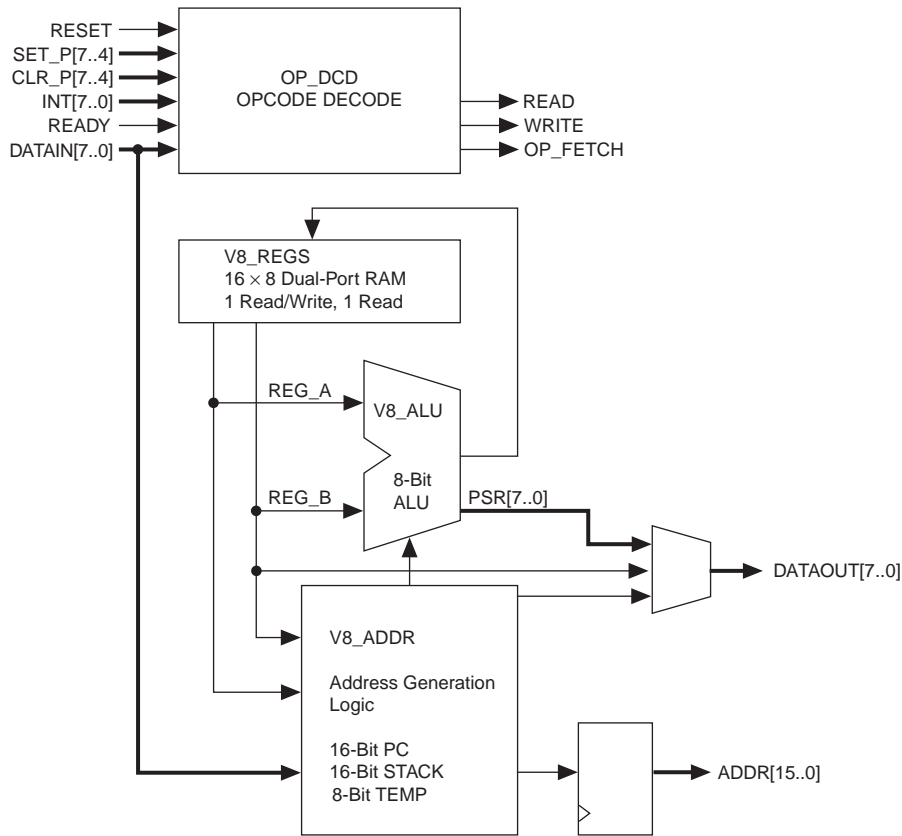 RESET
SET_P[7..4]
CLR_P[7..4]
INT[7..0]
READY
DATAIN[7..0]
OP_DCD
OPCODE DECODE
READ
WRITE
OP_FETCH
V8_REGS
16 × 8 Dual-Port RAM
1 Read/Write, 1 Read
REG_A
V8_ALU
8-Bit
ALU
REG_B
PSR[7..0]
DATAOUT[7..0]
V8_ADDR
Address Generation
Logic
16-Bit PC
16-Bit STACK
8-Bit TEMP
ADDR[15..0]